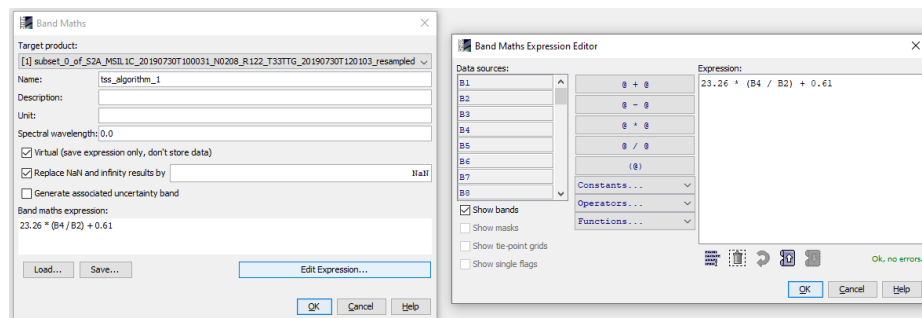 Band Maths
Target product:
[1] subset_0_of_S2A_MSIL1C_20190730T100031_N0208_R122_T33TTG_20190730T120103_resampled
Name: tss_algorithm_1
Description:
Unit:
Spectral wavelength: 0.0
Virtual (save expression only, don't store data)
Replace NaN and infinity results by NaN
Generate associated uncertainty band
Band maths expression:
23.26 * (B4 / B2) + 0.61
Load... Save... Edit Expression...
OK Cancel Help
Band Maths Expression Editor
Data sources:
B1
B2
B3
B4
B5
B6
B7
B8
Show bands
Show masks
Show tie-point grids
Show single flags
@ + @
@ - @
@ * @
@ / @
(@)
Constants...
Operators...
Functions...
Expression:
23.26 * (B4 / B2) + 0.61
Ok, no errors.
OK Cancel Help